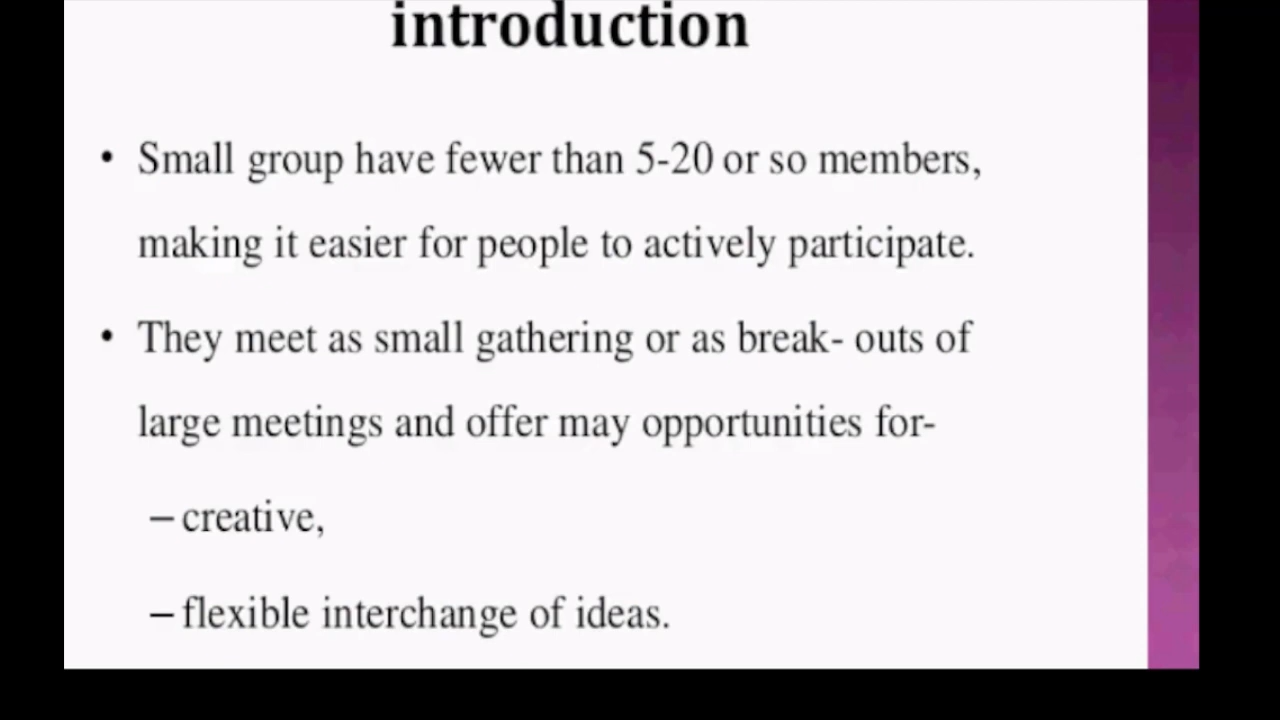 introduction
• Small group have fewer than 5-20 or so members,
making it easier for people to actively participate.
• They meet as small gathering or as break- outs of
large meetings and offer may opportunities for-
– creative,
– flexible interchange of ideas.